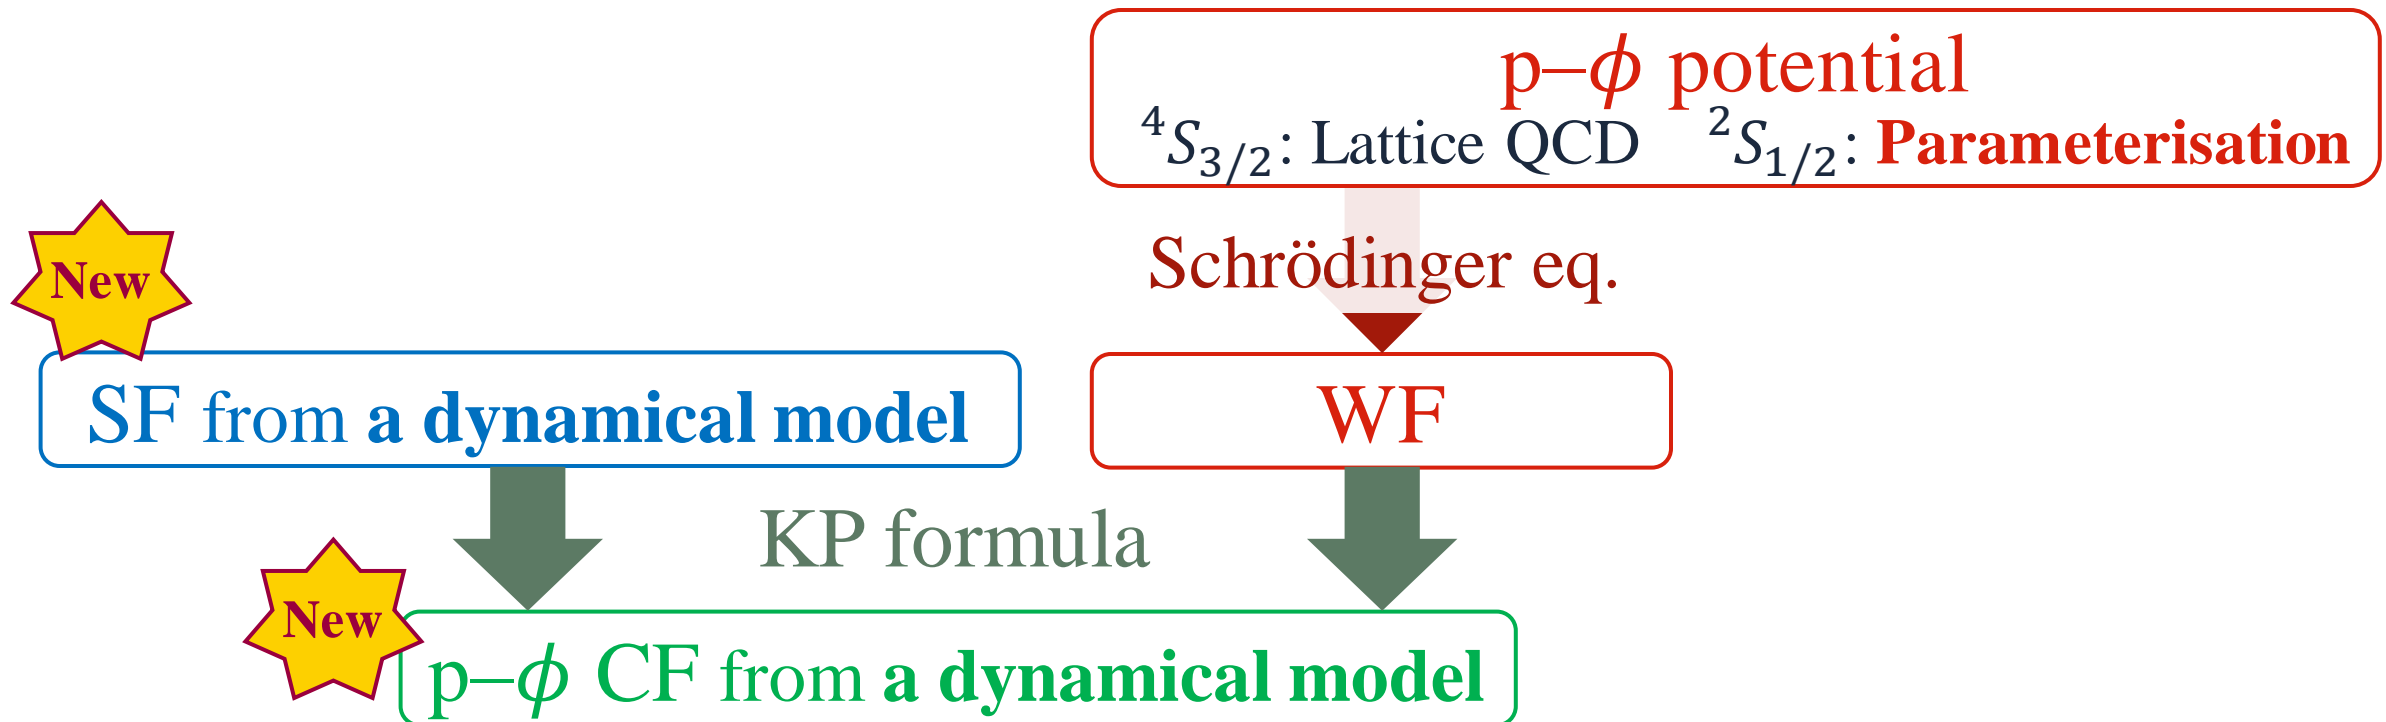 p–ϕ potential
⁴S₃/₂: Lattice QCD ²S₁/₂: Parameterisation
Schrödinger eq.
New
SF from a dynamical model
WF
KP formula
New
p–ϕ CF from a dynamical model